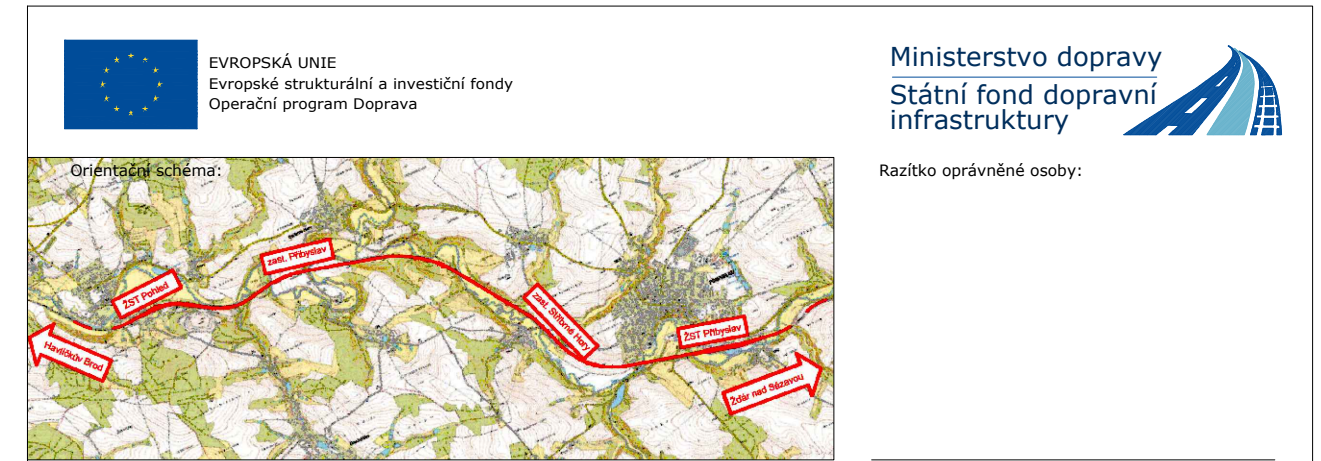 EVROPSKÁ UNIE
Evropské strukturální a investiční fondy
Operační program Doprava
Ministerstvo dopravy
Státní fond dopravní
infrastruktury
Orientační schéma:
Razítko oprávněné osoby:
ŽST Pohled
zast. Přibyslav
zast. Stříbrné Hory
ŽST Přibyslav
Havlíčkův Brod
Žďár nad Sázavou